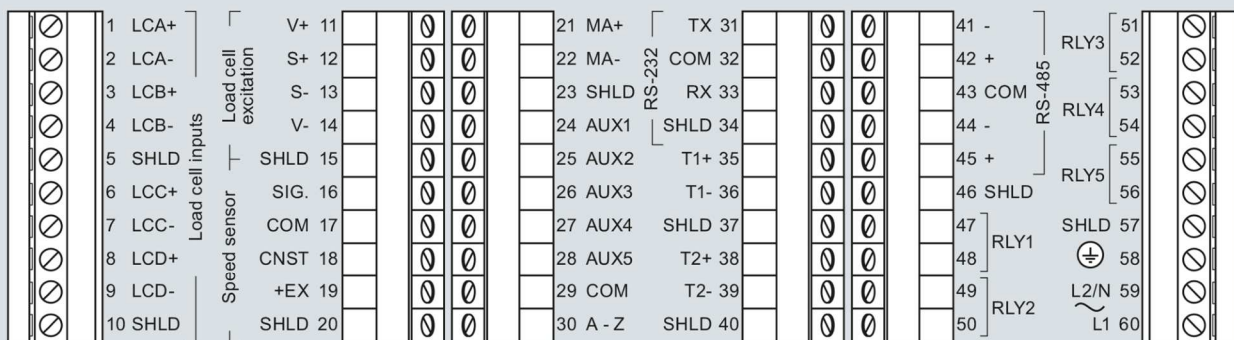 1 LCA+
2 LCA-
3 LCB+
4 LCB-
5 SHLD
6 LCC+
7 LCC-
8 LCD+
9 LCD-
10 SHLD
Load cell inputs
Load cell
excitation
Speed sensor
V+ 11
S+ 12
S- 13
V- 14
SHLD 15
SIG. 16
COM 17
CNST 18
+EX 19
SHLD 20
21 MA+
22 MA-
23 SHLD
24 AUX1
25 AUX2
26 AUX3
27 AUX4
28 AUX5
29 COM
30 A - Z
RS-232
TX 31
COM 32
RX 33
SHLD 34
T1+ 35
T1- 36
SHLD 37
T2+ 38
T2- 39
SHLD 40
41 -
42 +
43 COM
44 -
45 +
46 SHLD
47
48
49
50
RS-485
RLY1
RLY2
RLY3
RLY4
RLY5
51
52
53
54
55
56
SHLD 57
58
L2/N 59
L1 60